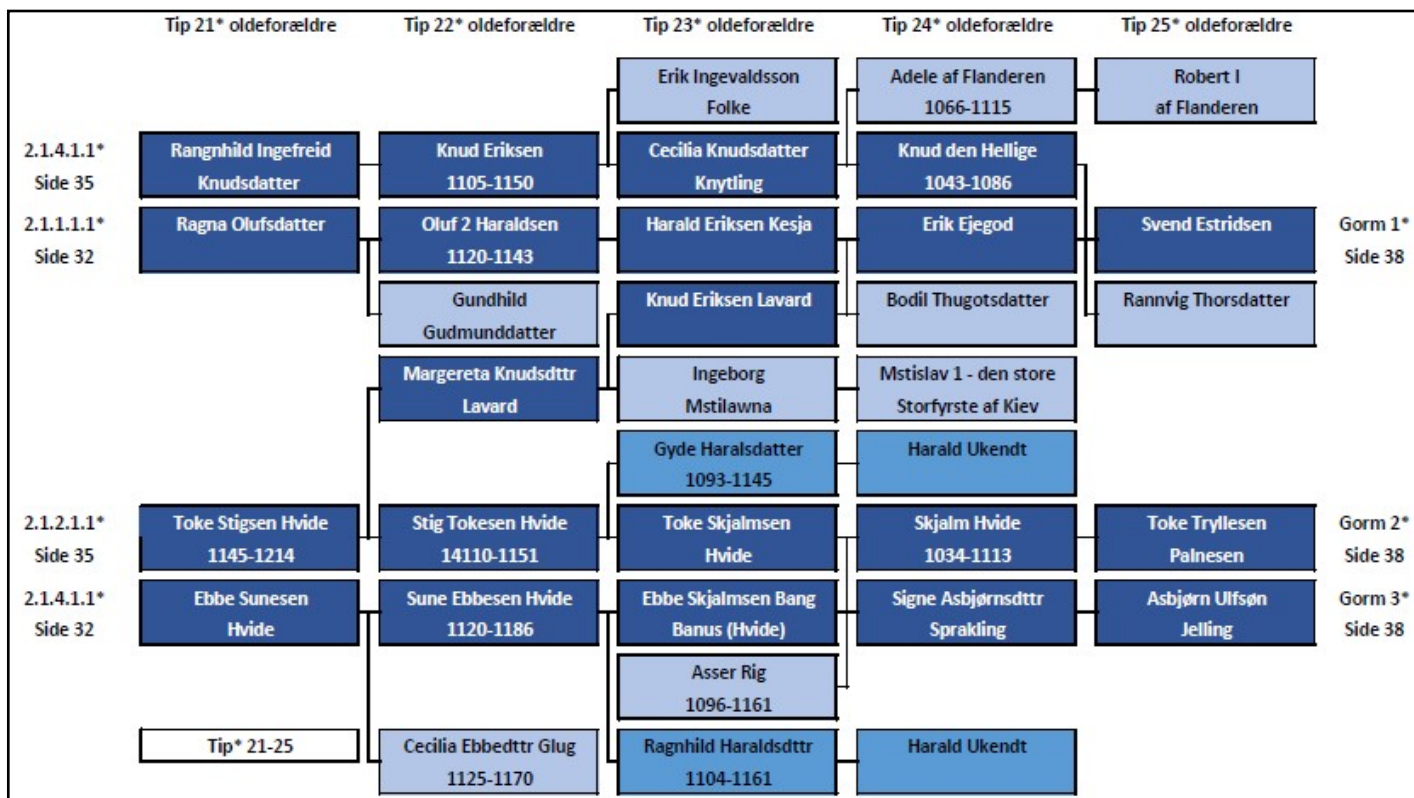 Tip 21* oldeforældre Tip 22* oldeforældre Tip 23* oldeforældre Tip 24* oldeforældre Tip 25* oldeforældre
Erik Ingevaldsson Adele af Flanderen Robert I
Folke 1066-1115 af Flanderen
2.1.4.1.1* Rangnhild Ingefreid Knud Eriksen Cecilia Knudsdatter Knud den Hellige
Side 35 Knudsdatter 1105-1150 Knytling 1043-1086
2.1.1.1.1* Ragna Olufsdatter Oluf 2 Haraldsen Harald Eriksen Kesja Erik Ejegod Svend Estridsen Gorm 1*
Side 32 1120-1143 Side 38
Gundhild Knud Eriksen Lavard Bodil Thugotsdatter Rannvig Thorsdatter
Gudmunddatter
Margereta Knudsdttr Ingeborg Mstislav 1 - den store
Lavard Mstilawna Storfyrste af Kiev
Gyde Haralsdatter Harald Ukendt
1093-1145
2.1.2.1.1* Toke Stigsen Hvide Stig Tokesen Hvide Toke Skjalmsen Skjalm Hvide Toke Tryllesen Gorm 2*
Side 35 1145-1214 14110-1151 Hvide 1034-1113 Palnesen Side 38
2.1.4.1.1* Ebbe Sunesen Sune Ebbesen Hvide Ebbe Skjalmsen Bang Signe Asbjørnsdttr Asbjørn Ulfsøn Gorm 3*
Side 32 Hvide 1120-1186 Banus (Hvide) Sprakling Jelling Side 38
Asser Rig
1096-1161
Tip* 21-25 Cecilia Ebbedttr Glug Ragnhild Haraldsdttr Harald Ukendt
1125-1170 1104-1161